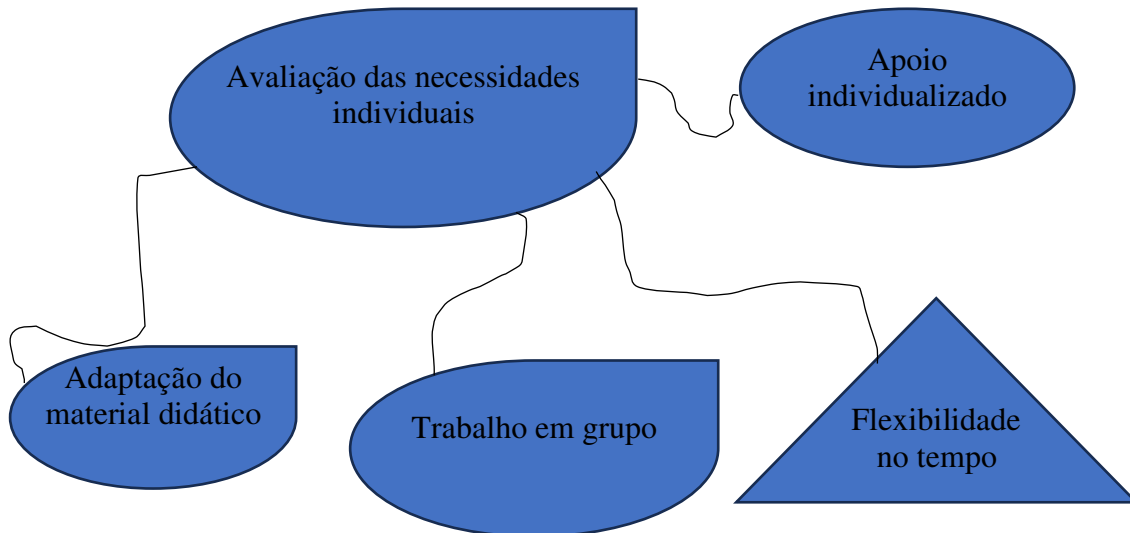 Avaliação das necessidades
individuais
Apoio
individualizado
Adaptação do
material didático
Trabalho em grupo
Flexibilidade
no tempo